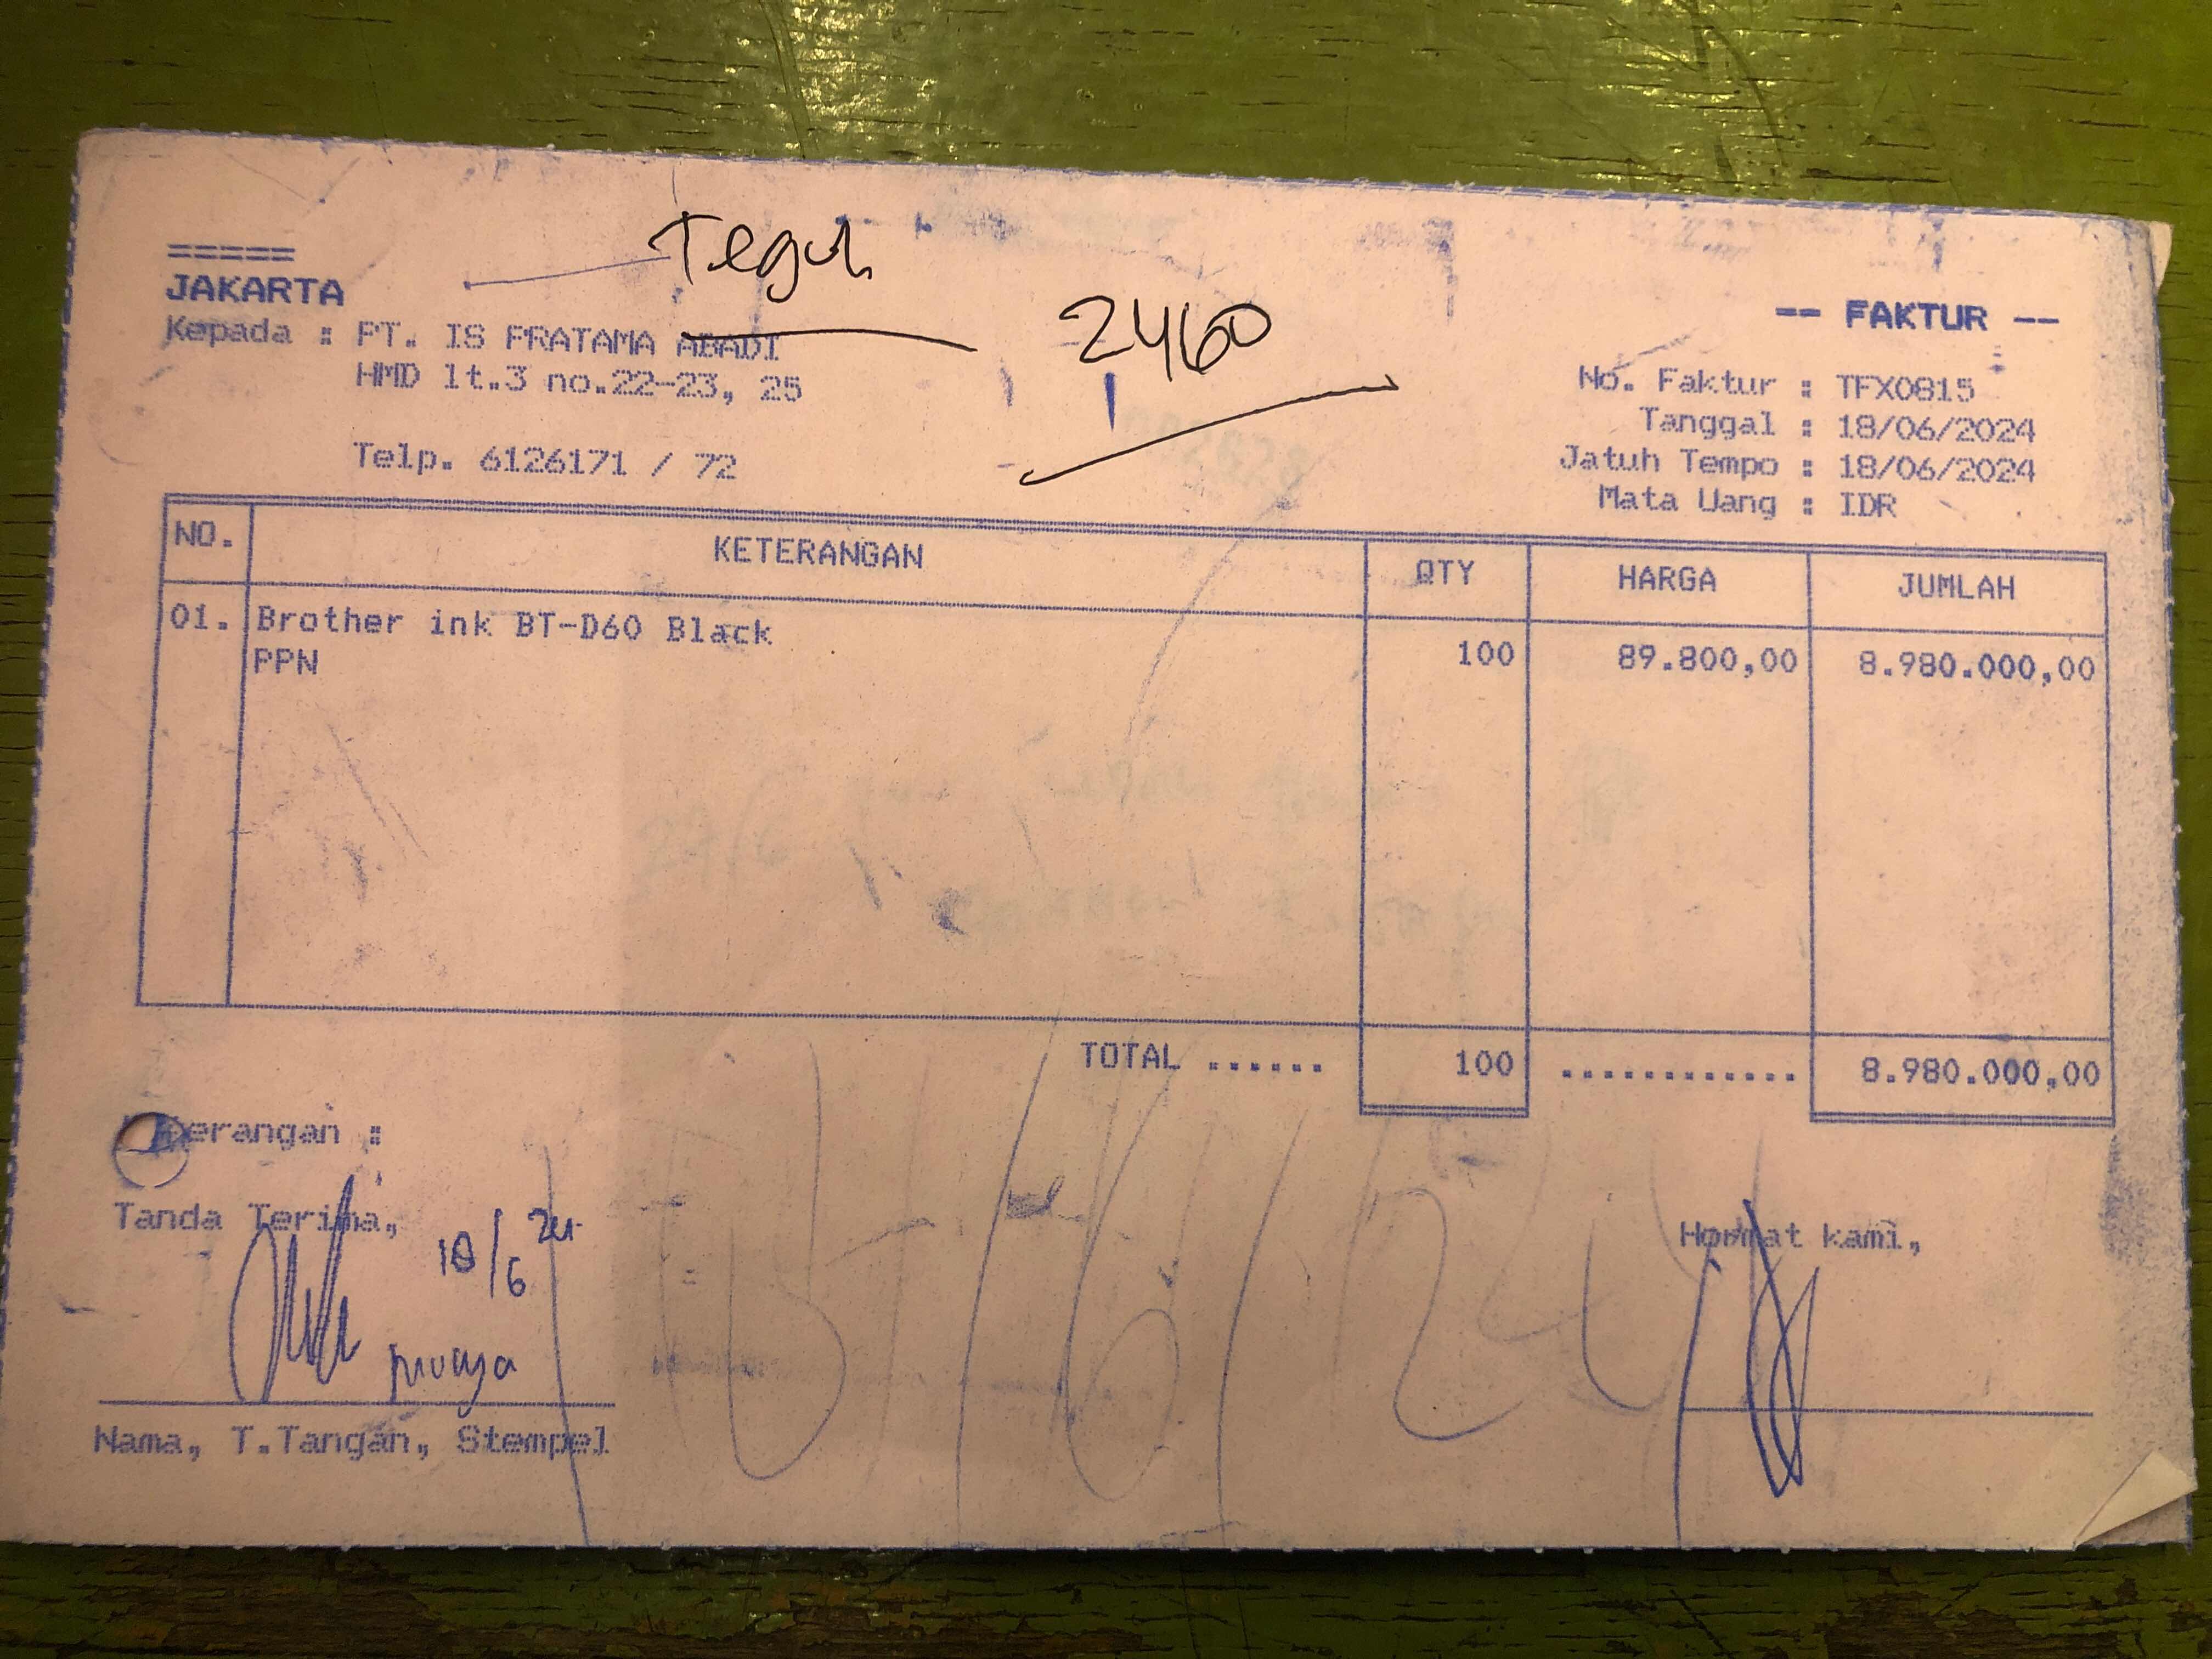 Teguh
2460
=====
JAKARTA
Kepada : PT. IS PRATAMA ABADI
HMD lt.3 no.22-23, 25
Telp. 6126171 / 72
-- FAKTUR --
No. Faktur : TFX0815
Tanggal : 18/06/2024
Jatuh Tempo : 18/06/2024
Mata Uang : IDR
NO. KETERANGAN QTY HARGA JUMLAH
01. Brother ink BT-D60 Black 100 89.800,00 8.980.000,00
PPN
TOTAL ...... 100 ............. 8.980.000,00
Keterangan :
Tanda Terima, Hormat kami,
18/6 24
Nama, T.Tangan, Stempel